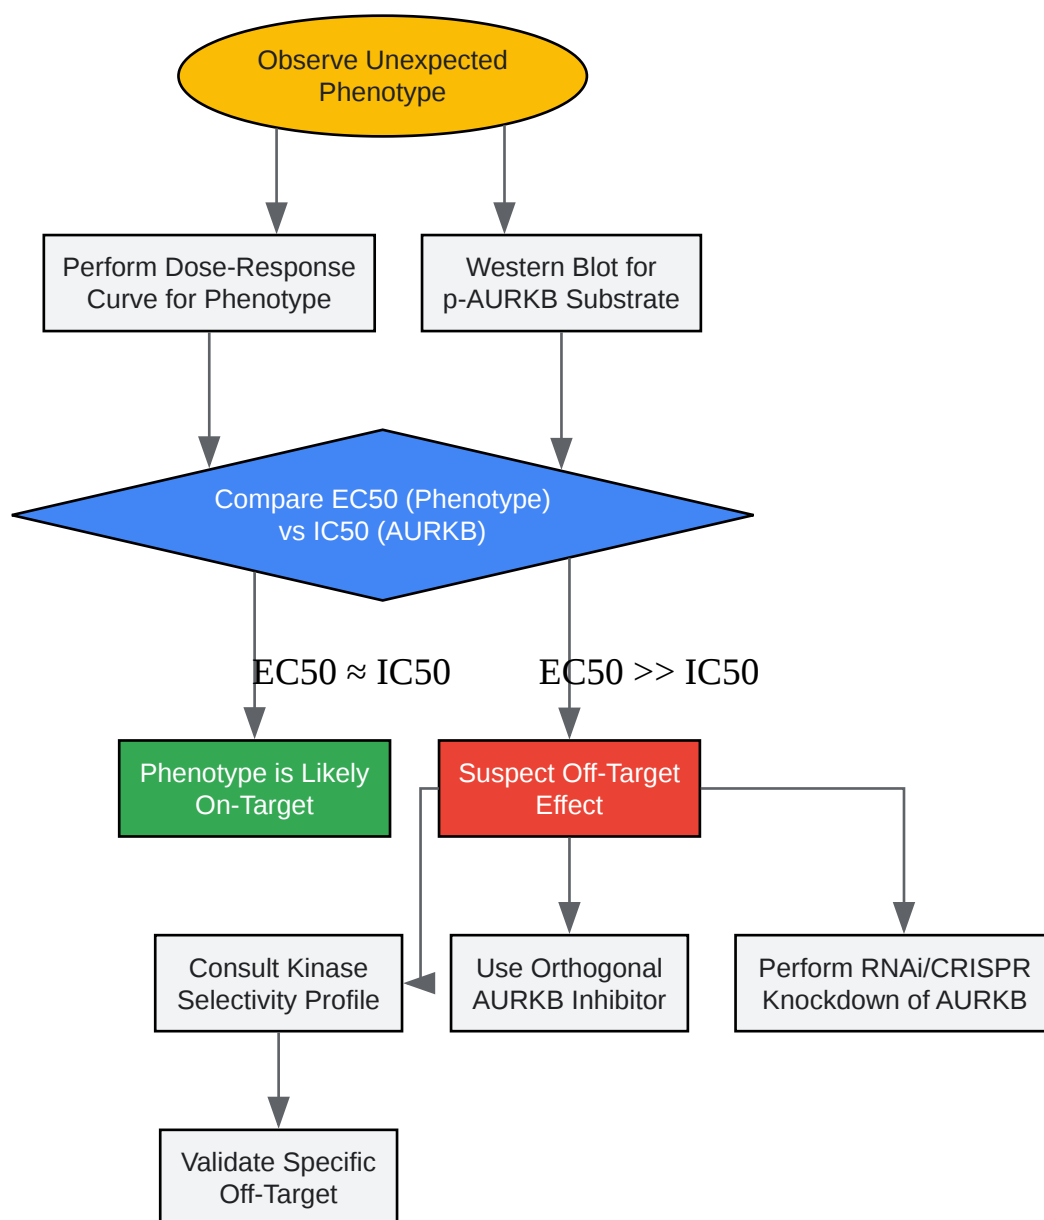 Observe Unexpected
Phenotype
Perform Dose-Response
Curve for Phenotype
Western Blot for
p-AURKB Substrate
Compare EC50 (Phenotype)
vs IC50 (AURKB)
EC50 ≈ IC50
EC50 >> IC50
Phenotype is Likely
On-Target
Suspect Off-Target
Effect
Consult Kinase
Selectivity Profile
Use Orthogonal
AURKB Inhibitor
Perform RNAi/CRISPR
Knockdown of AURKB
Validate Specific
Off-Target